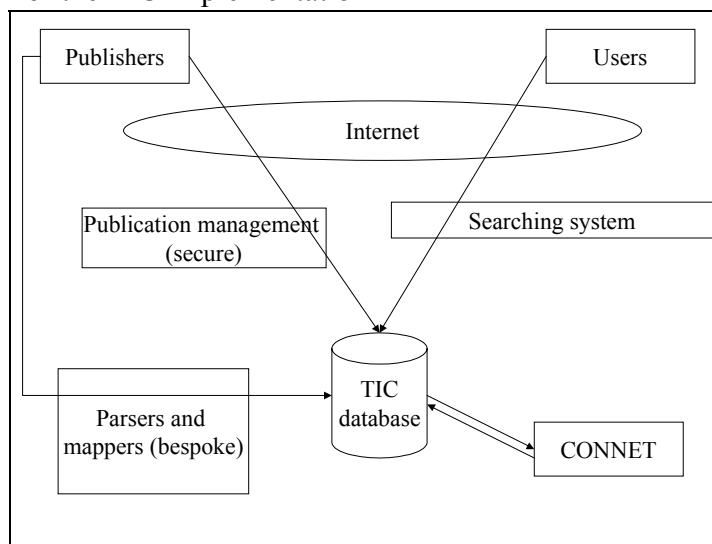 Publishers
Users
Internet
Publication management
(secure)
Searching system
TIC
database
Parsers and
mappers (bespoke)
CONNET